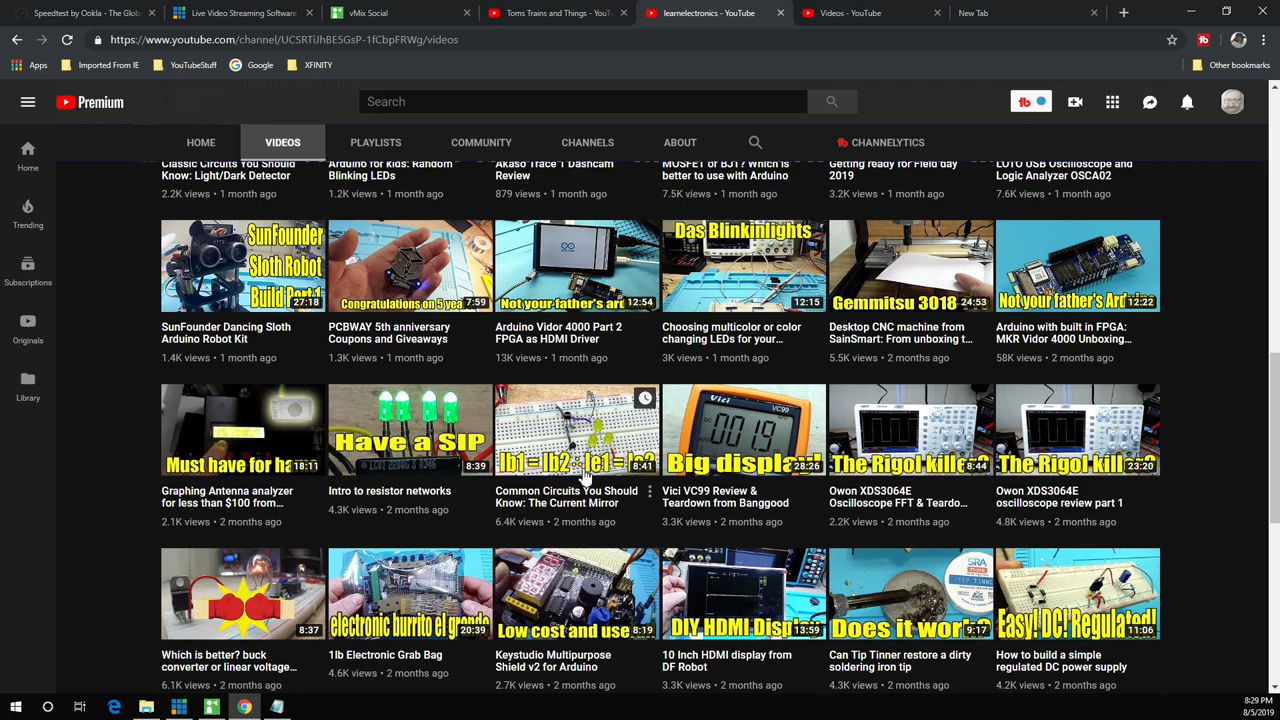 Speedtest by Ookla - The Glob
Live Video Streaming Software
vMix Social
Toms Trains and Things - YouT
learnelectronics - YouTube
Videos - YouTube
New Tab
https://www.youtube.com/channel/UCSRTiJhBE5GsP-1fCbpFRWg/videos
Apps
Imported From IE
YouTubeStuff
Google
XFINITY
Other bookmarks
Premium
Search
HOME
VIDEOS
PLAYLISTS
COMMUNITY
CHANNELS
ABOUT
CHANNELYTICS
Home
Trending
Subscriptions
Originals
Library
Classic Circuits You Should
Know: Light/Dark Detector
2.2K views • 1 month ago
Arduino for kids: Random
Blinking LEDs
Akaso Trace 1 Dashcam
Review
879 views • 1 month ago
MOSFET or BJT? Which is
better to use with Arduino
7.5K views • 1 month ago
Getting ready for Field day
2019
3.2K views • 1 month ago
LOTO USB Oscilloscope and
Logic Analyzer OSCA02
7.6K views • 1 month ago
SunFounder
Sloth Robot
Build Part 1
27:18
SunFounder Dancing Sloth
Arduino Robot Kit
1.4K views • 1 month ago
Congratulations on 5 yea
7:59
PCBWAY 5th anniversary
Coupons and Giveaways
1.3K views • 1 month ago
Not your father's ard
12:54
Arduino Vidor 4000 Part 2
FPGA as HDMI Driver
13K views • 1 month ago
Das Blinkinlights
12:15
Choosing multicolor or color
changing LEDs for your...
3K views • 1 month ago
Gemmitsu 3018
24:53
Desktop CNC machine from
SainSmart: From unboxing t...
5.5K views • 2 months ago
Not your father's Ardui
12:22
Arduino with built in FPGA:
MKR Vidor 4000 Unboxing...
58K views • 2 months ago
Must have for ha
18:11
Graphing Antenna analyzer
for less than $100 from...
2.1K views • 2 months ago
Have a SIP
8:39
Intro to resistor networks
4.3K views • 2 months ago
8:41
Common Circuits You Should
Know: The Current Mirror
6.4K views • 2 months ago
Vici
VC99
Big display!
28:26
Vici VC99 Review &
Teardown from Banggood
3.3K views • 2 months ago
The Rigol killer?
8:44
Owon XDS3064E
Oscilloscope FFT & Teardo...
2.2K views • 2 months ago
The Rigol killer?
23:20
Owon XDS3064E
oscilloscope review part 1
4.8K views • 2 months ago
8:37
Which is better? buck
converter or linear voltage...
6.1K views • 2 months ago
electronic burrito el grande
20:39
1lb Electronic Grab Bag
4.6K views • 2 months ago
Low cost and use
8:19
Keystudio Multipurpose
Shield v2 for Arduino
2.7K views • 2 months ago
DIY HDMI Display
13:59
10 Inch HDMI display from
DF Robot
3.3K views • 2 months ago
SRA
TIP TINNER
Does it work?
9:17
Can Tip Tinner restore a dirty
soldering iron tip
4.3K views • 2 months ago
Easy! DC! Regulated!
11:06
How to build a simple
regulated DC power supply
4.2K views • 2 months ago
8:29 PM
8/5/2019